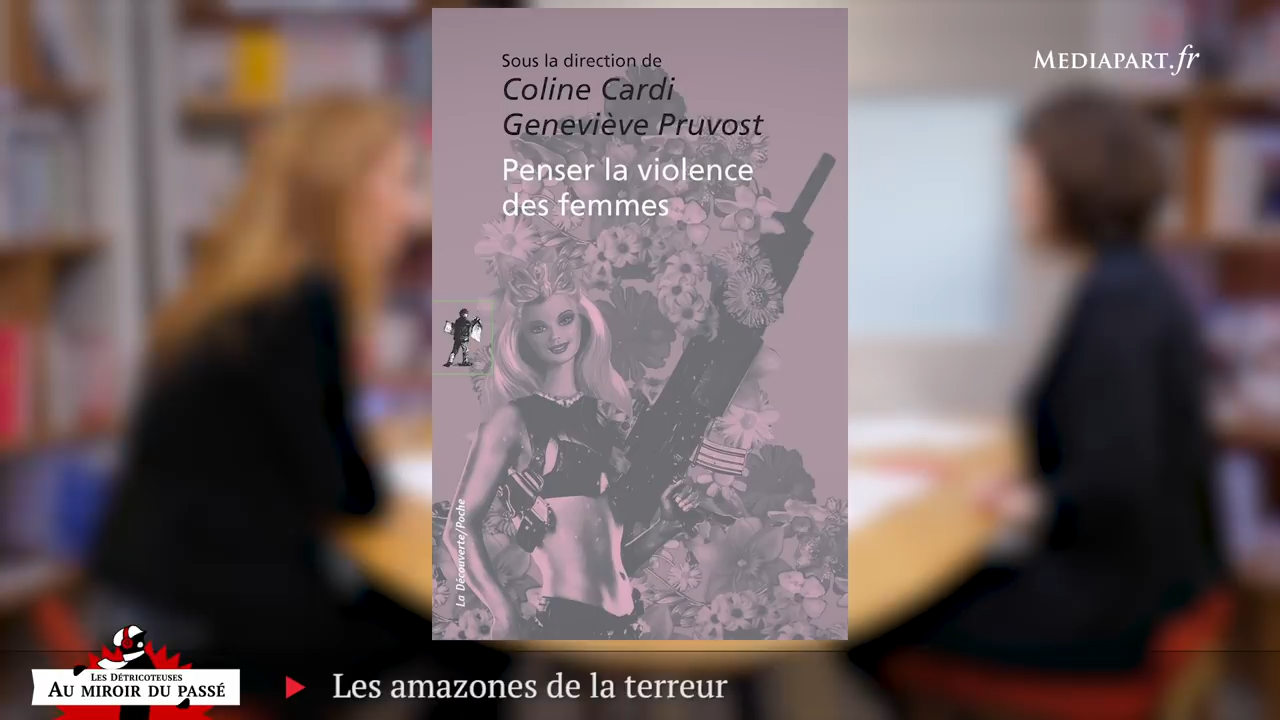 MEDIAPART.fr
Sous la direction de
Coline Cardi
Geneviève Pruvost
Penser la violence
des femmes
La Découverte/Poche
LES DÉTRICOTEUSES
AU MIROIR DU PASSÉ
Les amazones de la terreur